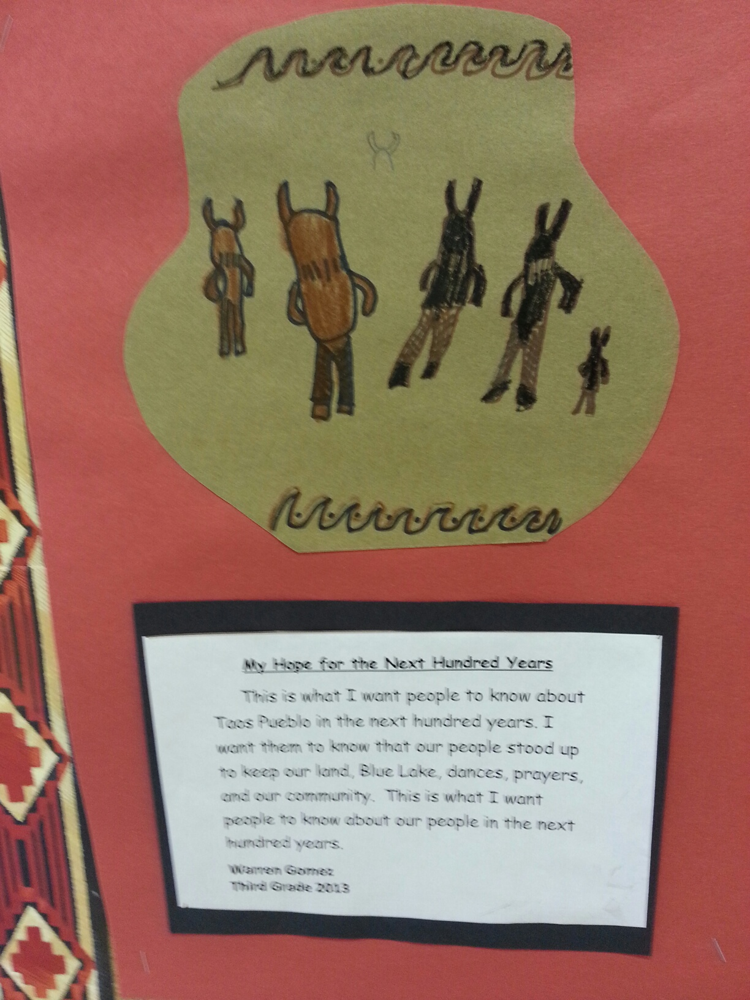 My Hope for the Next Hundred Years
This is what I want people to know about
Taos Pueblo in the next hundred years. I
want them to know that our people stood up
to keep our land, Blue Lake, dances, prayers,
and our community. This is what I want
people to know about our people in the next
hundred years.
Warren Gomez
Third Grade 2013